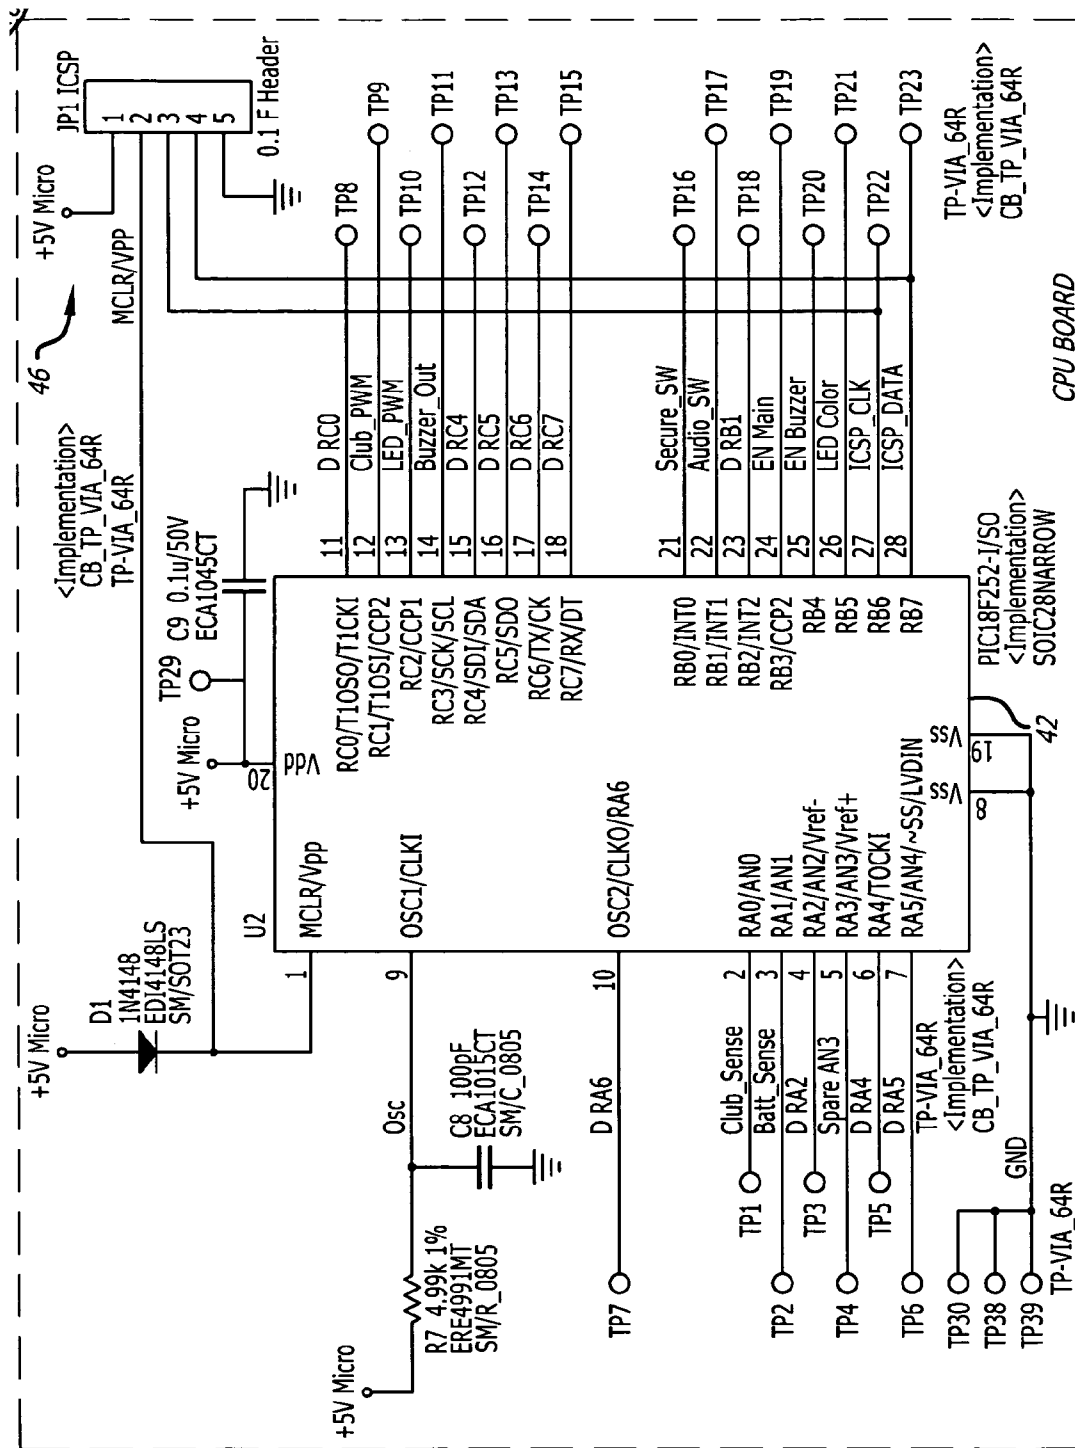 46
+5V Micro
JP1 ICSP
1
2
3
4
5
0.1 F Header
MCLR/VPP
<Implementation>
CB_TP_VIA_64R
TP-VIA_64R
+5V Micro
D1
1N4148
EDI4148LS
SM/SOT23
+5V Micro
TP29
C9 0.1u/50V
ECA1045CT
20
Vdd
U2
1
MCLR/Vpp
9
OSC1/CLKI
10
OSC2/CLKO/RA6
Osc
C8 100pF
ECA1015CT
SM/C_0805
+5V Micro
R7 4.99k 1%
ERE4991MT
SM/R_0805
D RA6
TP7
RC0/T1OSO/T1CKI 11 D RC0 TP8
RC1/T1OSI/CCP2 12 Club_PWM TP9
RC2/CCP1 13 LED_PWM TP10
RC3/SCK/SCL 14 Buzzer_Out TP11
RC4/SDI/SDA 15 D RC4 TP12
RC5/SDO 16 D RC5 TP13
RC6/TX/CK 17 D RC6 TP14
RC7/RX/DT 18 D RC7 TP15
RB0/INT0 21 Secure_SW TP16
RB1/INT1 22 Audio_SW TP17
RB2/INT2 23 D RB1 TP18
RB3/CCP2 24 EN Main TP19
RB4 25 EN Buzzer TP20
RB5 26 LED Color TP21
RB6 27 ICSP_CLK TP22
RB7 28 ICSP_DATA TP23
TP1 Club_Sense 2 RA0/AN0
TP2 Batt_Sense 3 RA1/AN1
TP3 D RA2 4 RA2/AN2/Vref-
TP4 Spare AN3 5 RA3/AN3/Vref+
TP5 D RA4 6 RA4/TOCKI
TP6 D RA5 7 RA5/AN4/~SS/LVDIN
TP-VIA_64R
<Implementation>
CB_TP_VIA_64R
Vss
8
Vss
19
42
PIC18F252-I/SO
<Implementation>
SOIC28NARROW
TP-VIA_64R
<Implementation>
CB_TP_VIA_64R
GND
TP30
TP38
TP39
TP-VIA_64R
CPU BOARD